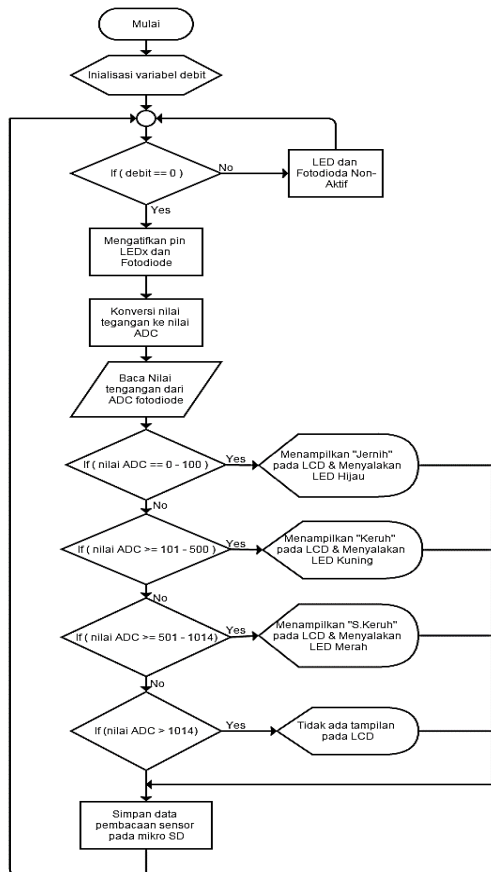 Mulai
Inialisasi variabel debit
If ( debit == 0 )
No
LED dan
Fotodioda Non-
Aktif
Yes
Mengatifkan pin
LEDx dan
Fotodiode
Konversi nilai
tegangan ke nilai
ADC
Baca Nilai
tengangan dari
ADC fotodiode
If ( nilai ADC == 0 - 100 )
Yes
Menampilkan "Jernih"
pada LCD & Menyalakan
LED Hijau
No
If ( nilai ADC >= 101 - 500 )
Yes
Menampilkan "Keruh"
pada LCD & Menyalakan
LED Kuning
No
If ( nilai ADC >= 501 - 1014)
Yes
Menampilkan "S.Keruh"
pada LCD & Menyalakan
LED Merah
No
If (nilai ADC > 1014)
Yes
Tidak ada tampilan
pada LCD
Simpan data
pembacaan sensor
pada mikro SD